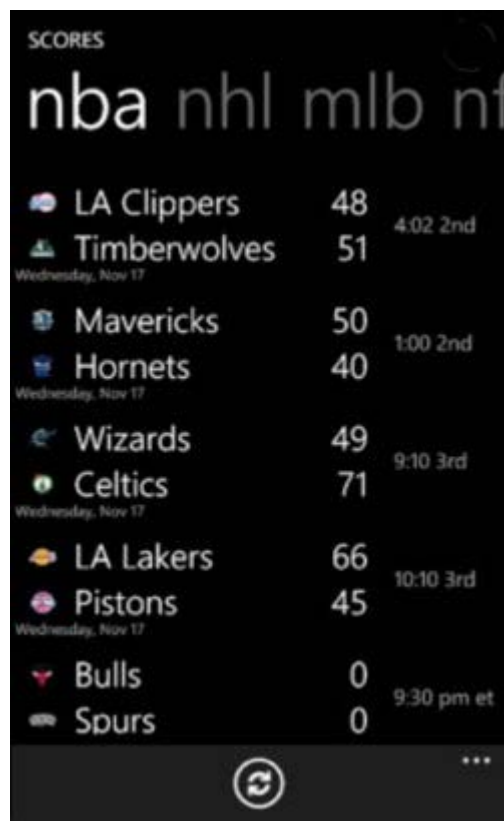 SCORES
nba nhl mlb nf
LA Clippers 48
4:02 2nd
Timberwolves 51
Wednesday, Nov 17
Mavericks 50
1:00 2nd
Hornets 40
Wednesday, Nov 17
Wizards 49
9:10 3rd
Celtics 71
Wednesday, Nov 17
LA Lakers 66
10:10 3rd
Pistons 45
Wednesday, Nov 17
Bulls 0
9:30 pm et
Spurs 0